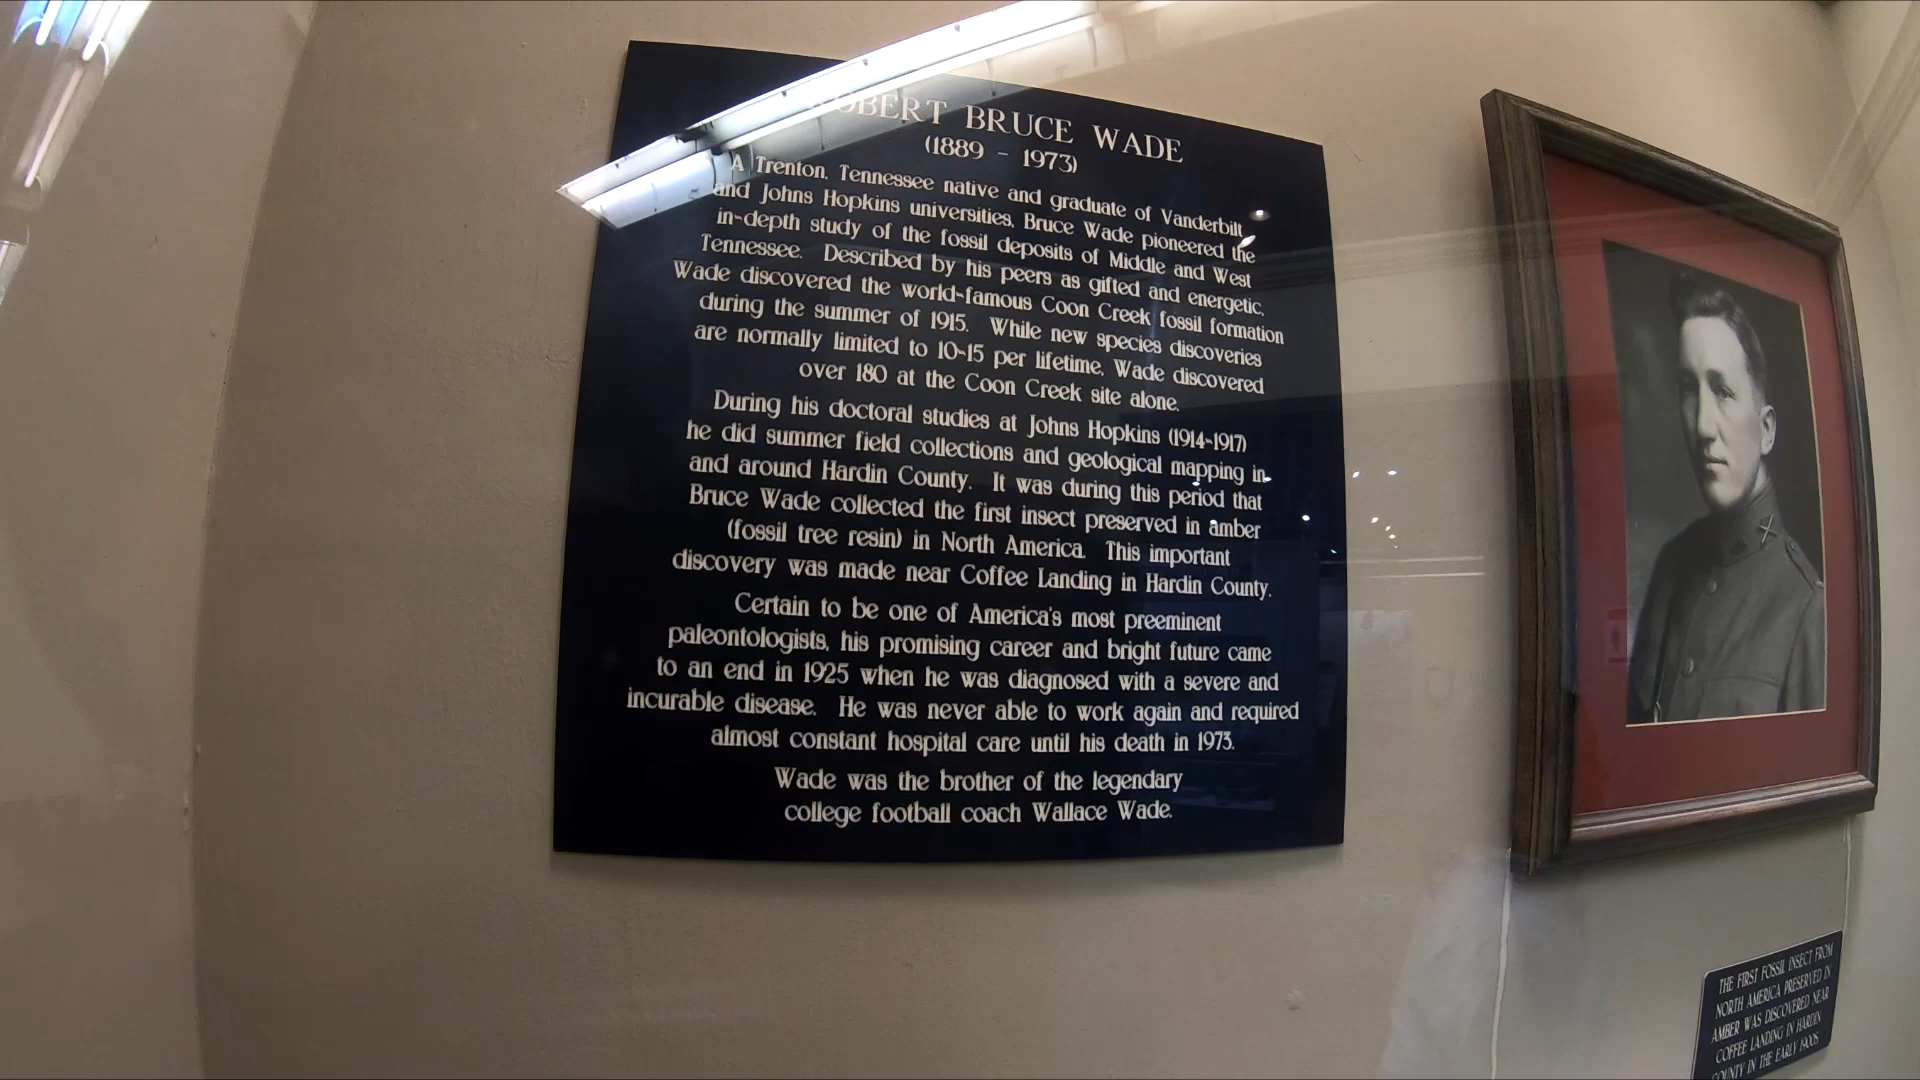 ROBERT BRUCE WADE
(1889 - 1973)
A Trenton, Tennessee native and graduate of Vanderbilt
and Johns Hopkins universities, Bruce Wade pioneered the
in-depth study of the fossil deposits of Middle and West
Tennessee. Described by his peers as gifted and energetic,
Wade discovered the world-famous Coon Creek fossil formation
during the summer of 1915. While new species discoveries
are normally limited to 10-15 per lifetime, Wade discovered
over 180 at the Coon Creek site alone.
During his doctoral studies at Johns Hopkins (1914-1917)
he did summer field collections and geological mapping in
and around Hardin County. It was during this period that
Bruce Wade collected the first insect preserved in amber
(fossil tree resin) in North America. This important
discovery was made near Coffee Landing in Hardin County.
Certain to be one of America's most preeminent
paleontologists, his promising career and bright future came
to an end in 1925 when he was diagnosed with a severe and
incurable disease. He was never able to work again and required
almost constant hospital care until his death in 1973.
Wade was the brother of the legendary
college football coach Wallace Wade.
THE FIRST FOSSIL INSECT FROM
NORTH AMERICA PRESERVED IN
AMBER WAS DISCOVERED NEAR
COFFEE LANDING IN HARDIN
COUNTY IN THE EARLY 1900S